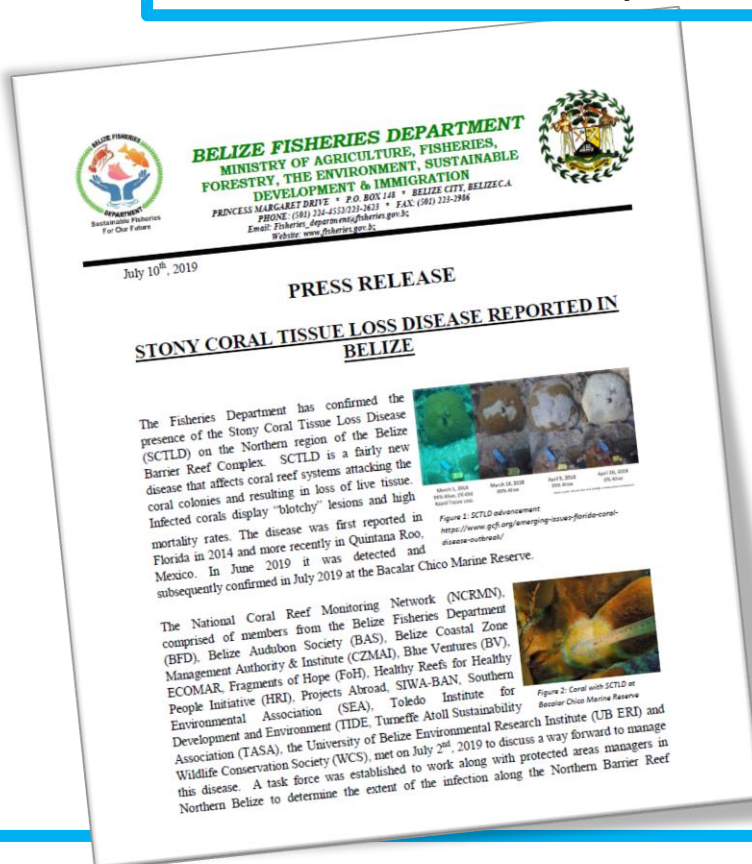 BELIZE FISHERIES
DEPARTMENT
Sustainable Fisheries
For Our Future
BELIZE FISHERIES DEPARTMENT
MINISTRY OF AGRICULTURE, FISHERIES,
FORESTRY, THE ENVIRONMENT, SUSTAINABLE
DEVELOPMENT & IMMIGRATION
PRINCESS MARGARET DRIVE * P.O. BOX 148 * BELIZE CITY, BELIZE C.A.
PHONE: (501) 224-4552/223-2623 * FAX: (501) 223-2986
Email: Fisheries_department@fisheries.gov.bz
Website: www.fisheries.gov.bz
July 10th, 2019
PRESS RELEASE
STONY CORAL TISSUE LOSS DISEASE REPORTED IN
BELIZE
The Fisheries Department has confirmed the
presence of the Stony Coral Tissue Loss Disease
(SCTLD) on the Northern region of the Belize
Barrier Reef Complex. SCTLD is a fairly new
disease that affects coral reef systems attacking the
coral colonies and resulting in loss of live tissue.
Infected corals display "blotchy" lesions and high
mortality rates. The disease was first reported in
Florida in 2014 and more recently in Quintana Roo,
Mexico. In June 2019 it was detected and
subsequently confirmed in July 2019 at the Bacalar Chico Marine Reserve.
Figure 1: SCTLD advancement
https://www.gcfi.org/emerging-issues-florida-coral-
disease-outbreak/
The National Coral Reef Monitoring Network (NCRMN),
comprised of members from the Belize Fisheries Department
(BFD), Belize Audubon Society (BAS), Belize Coastal Zone
Management Authority & Institute (CZMAI), Blue Ventures (BV),
ECOMAR, Fragments of Hope (FoH), Healthy Reefs for Healthy
People Initiative (HRI), Projects Abroad, SIWA-BAN, Southern
Environmental Association (SEA), Toledo Institute for
Development and Environment (TIDE, Turneffe Atoll Sustainability
Association (TASA), the University of Belize Environmental Research Institute (UB ERI) and
Wildlife Conservation Society (WCS), met on July 2nd, 2019 to discuss a way forward to manage
this disease. A task force was established to work along with protected areas managers in
Northern Belize to determine the extent of the infection along the Northern Barrier Reef
Figure 2: Coral with SCTLD at
Bacalar Chico Marine Reserve